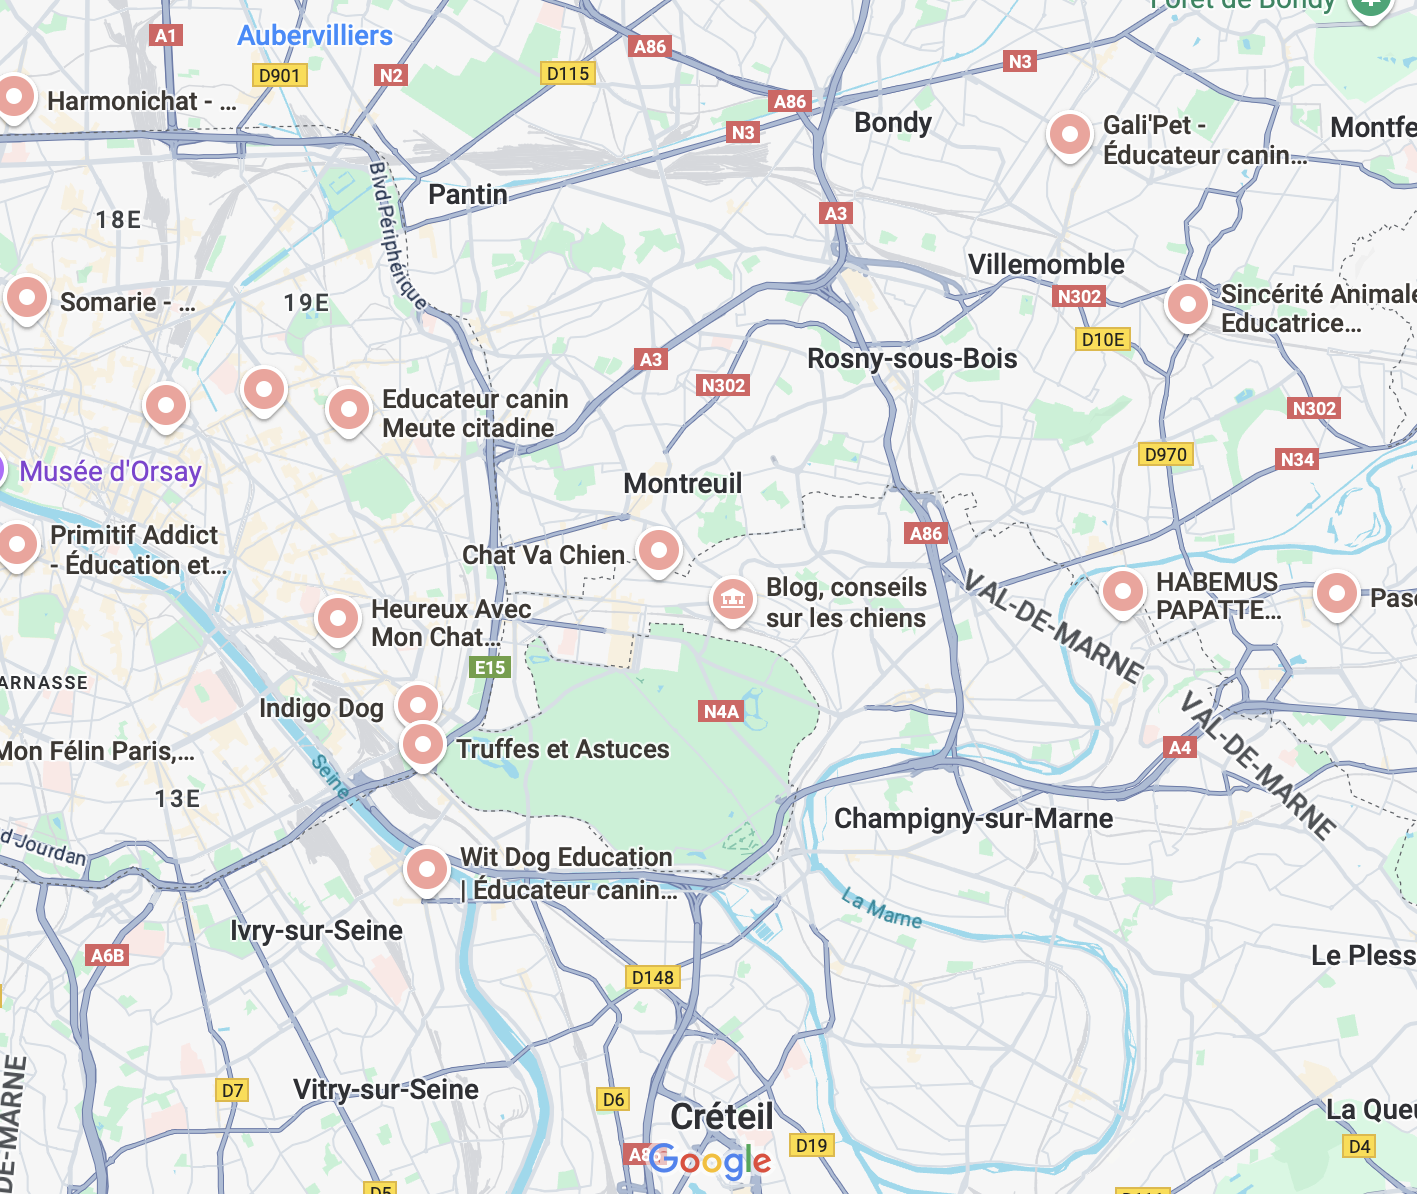 Forêt de Bondy
A1
Aubervilliers
A86
N3
D901
N2
D115
Harmonichat - ...
A86
N3
Bondy
Gali'Pet -
Éducateur canin...
Montfe
Blvd Périphérique
Pantin
18E
A3
19E
Villemomble
Somarie - ...
N302
Sincérité Animale
Educatrice...
D10E
A3
Rosny-sous-Bois
N302
Educateur canin
Meute citadine
N302
Musée d'Orsay
D970
N34
Montreuil
Primitif Addict
- Éducation et...
A86
Chat Va Chien
Blog, conseils
sur les chiens
VAL-DE-MARNE
HABEMUS
PAPATTE...
Pasc
Heureux Avec
Mon Chat...
E15
ARNASSE
Indigo Dog
N4A
VAL-DE-MARNE
Mon Félin Paris,...
Truffes et Astuces
A4
Seine
13E
Champigny-sur-Marne
d Jourdan
Wit Dog Education
| Éducateur canin...
La Marne
Ivry-sur-Seine
A6B
Le Pless
D148
DE-MARNE
D7
Vitry-sur-Seine
D6
Créteil
La Queu
D19
D4
A86
Google
D5